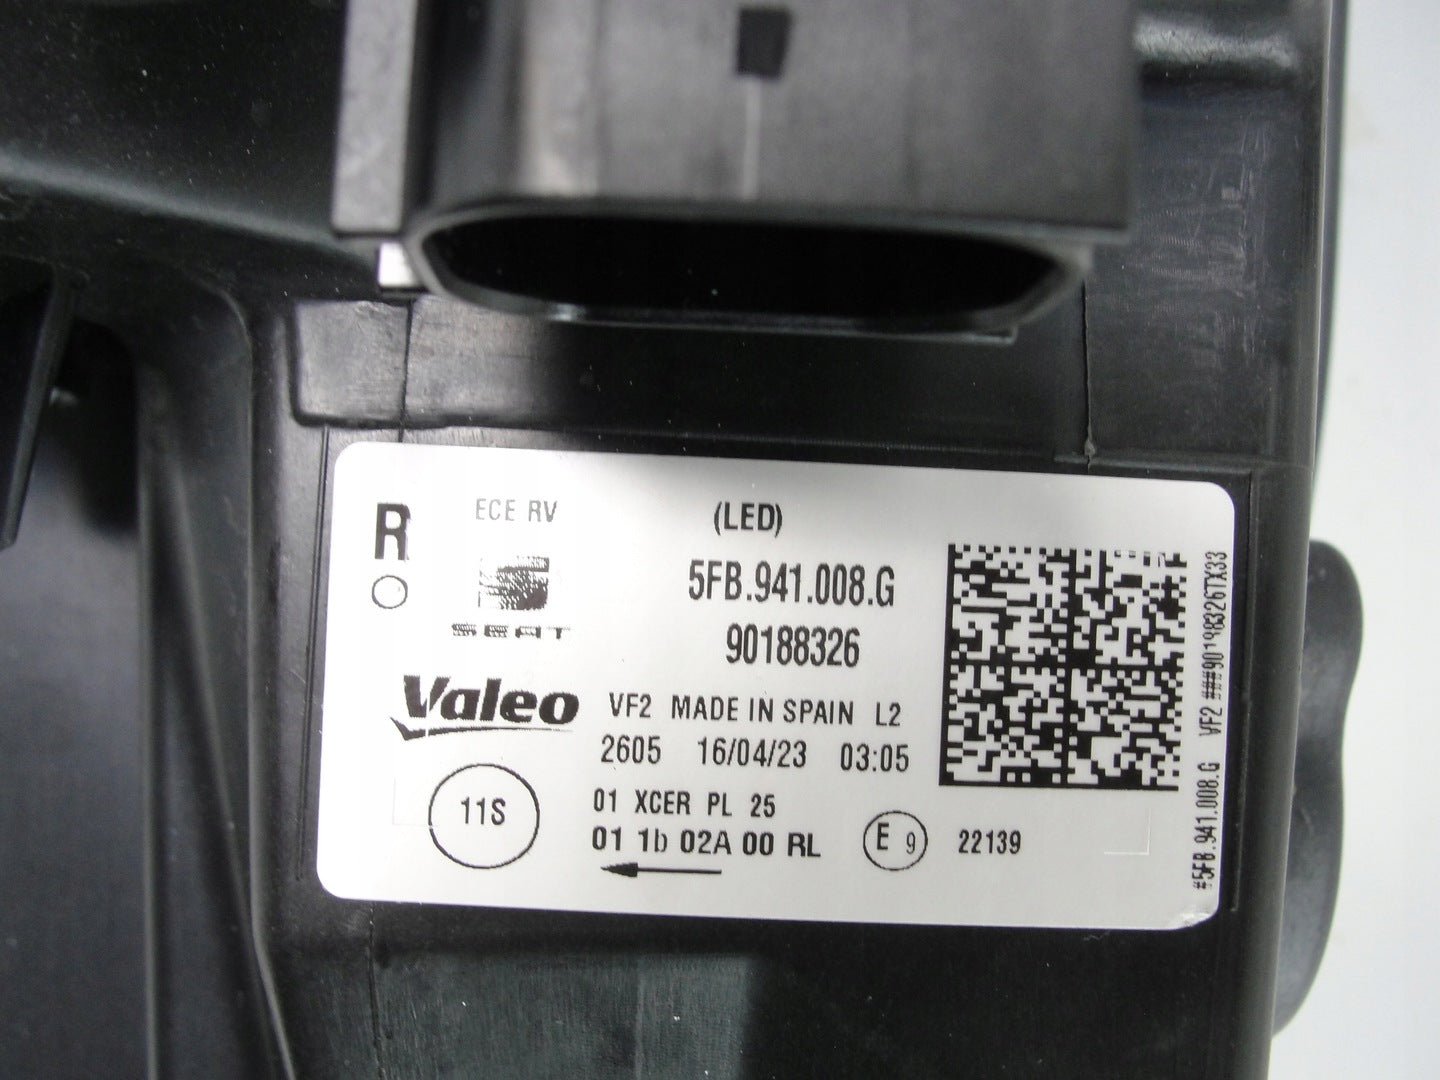 R
ECE RV
(LED)
SEAT
5FB.941.008.G
90188326
Valeo
VF2 MADE IN SPAIN L2
2605 16/04/23 03:05
11S
01 XCER PL 25
01 1b 02A 00 RL
E 9
22139
#5FB.941.008.G VF2 ###90188326TX33